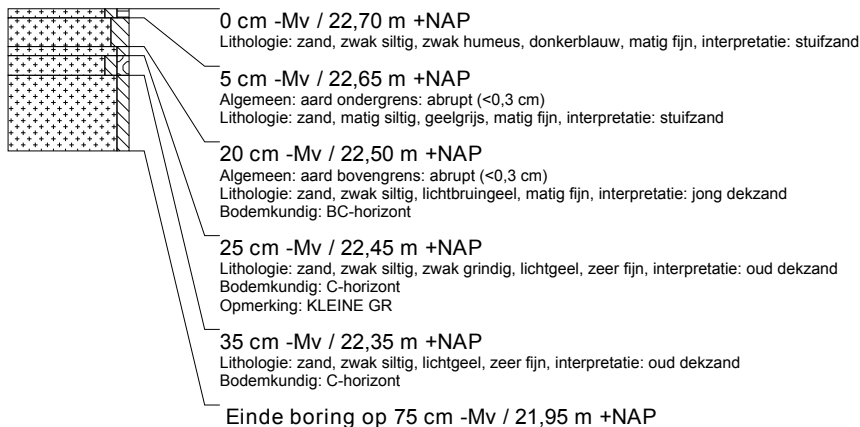 0 cm -Mv / 22,70 m +NAP
Lithologie: zand, zwak siltig, zwak humeus, donkerblauw, matig fijn, interpretatie: stuifzand
5 cm -Mv / 22,65 m +NAP
Algemeen: aard ondergrens: abrupt (<0,3 cm)
Lithologie: zand, matig siltig, geelgrijs, matig fijn, interpretatie: stuifzand
20 cm -Mv / 22,50 m +NAP
Algemeen: aard bovengrens: abrupt (<0,3 cm)
Lithologie: zand, zwak siltig, lichtbruingeel, matig fijn, interpretatie: jong dekzand
Bodemkundig: BC-horizont
25 cm -Mv / 22,45 m +NAP
Lithologie: zand, zwak siltig, zwak grindig, lichtgeel, zeer fijn, interpretatie: oud dekzand
Bodemkundig: C-horizont
Opmerking: KLEINE GR
35 cm -Mv / 22,35 m +NAP
Lithologie: zand, zwak siltig, lichtgeel, zeer fijn, interpretatie: oud dekzand
Bodemkundig: C-horizont
Einde boring op 75 cm -Mv / 21,95 m +NAP